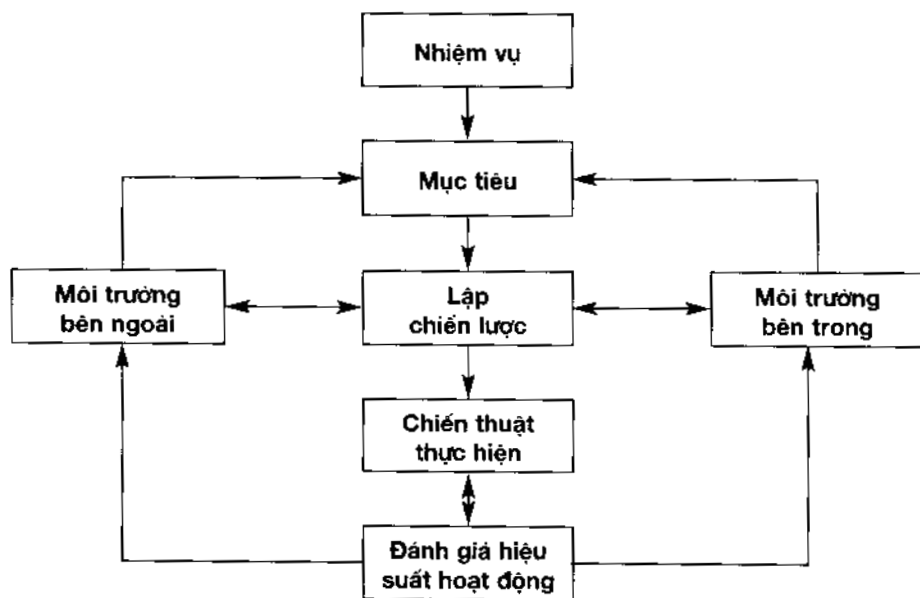 Nhiệm vụ
Mục tiêu
Môi trường
bên ngoài
Lập
chiến lược
Môi trường
bên trong
Chiến thuật
thực hiện
Đánh giá hiệu
suất hoạt động